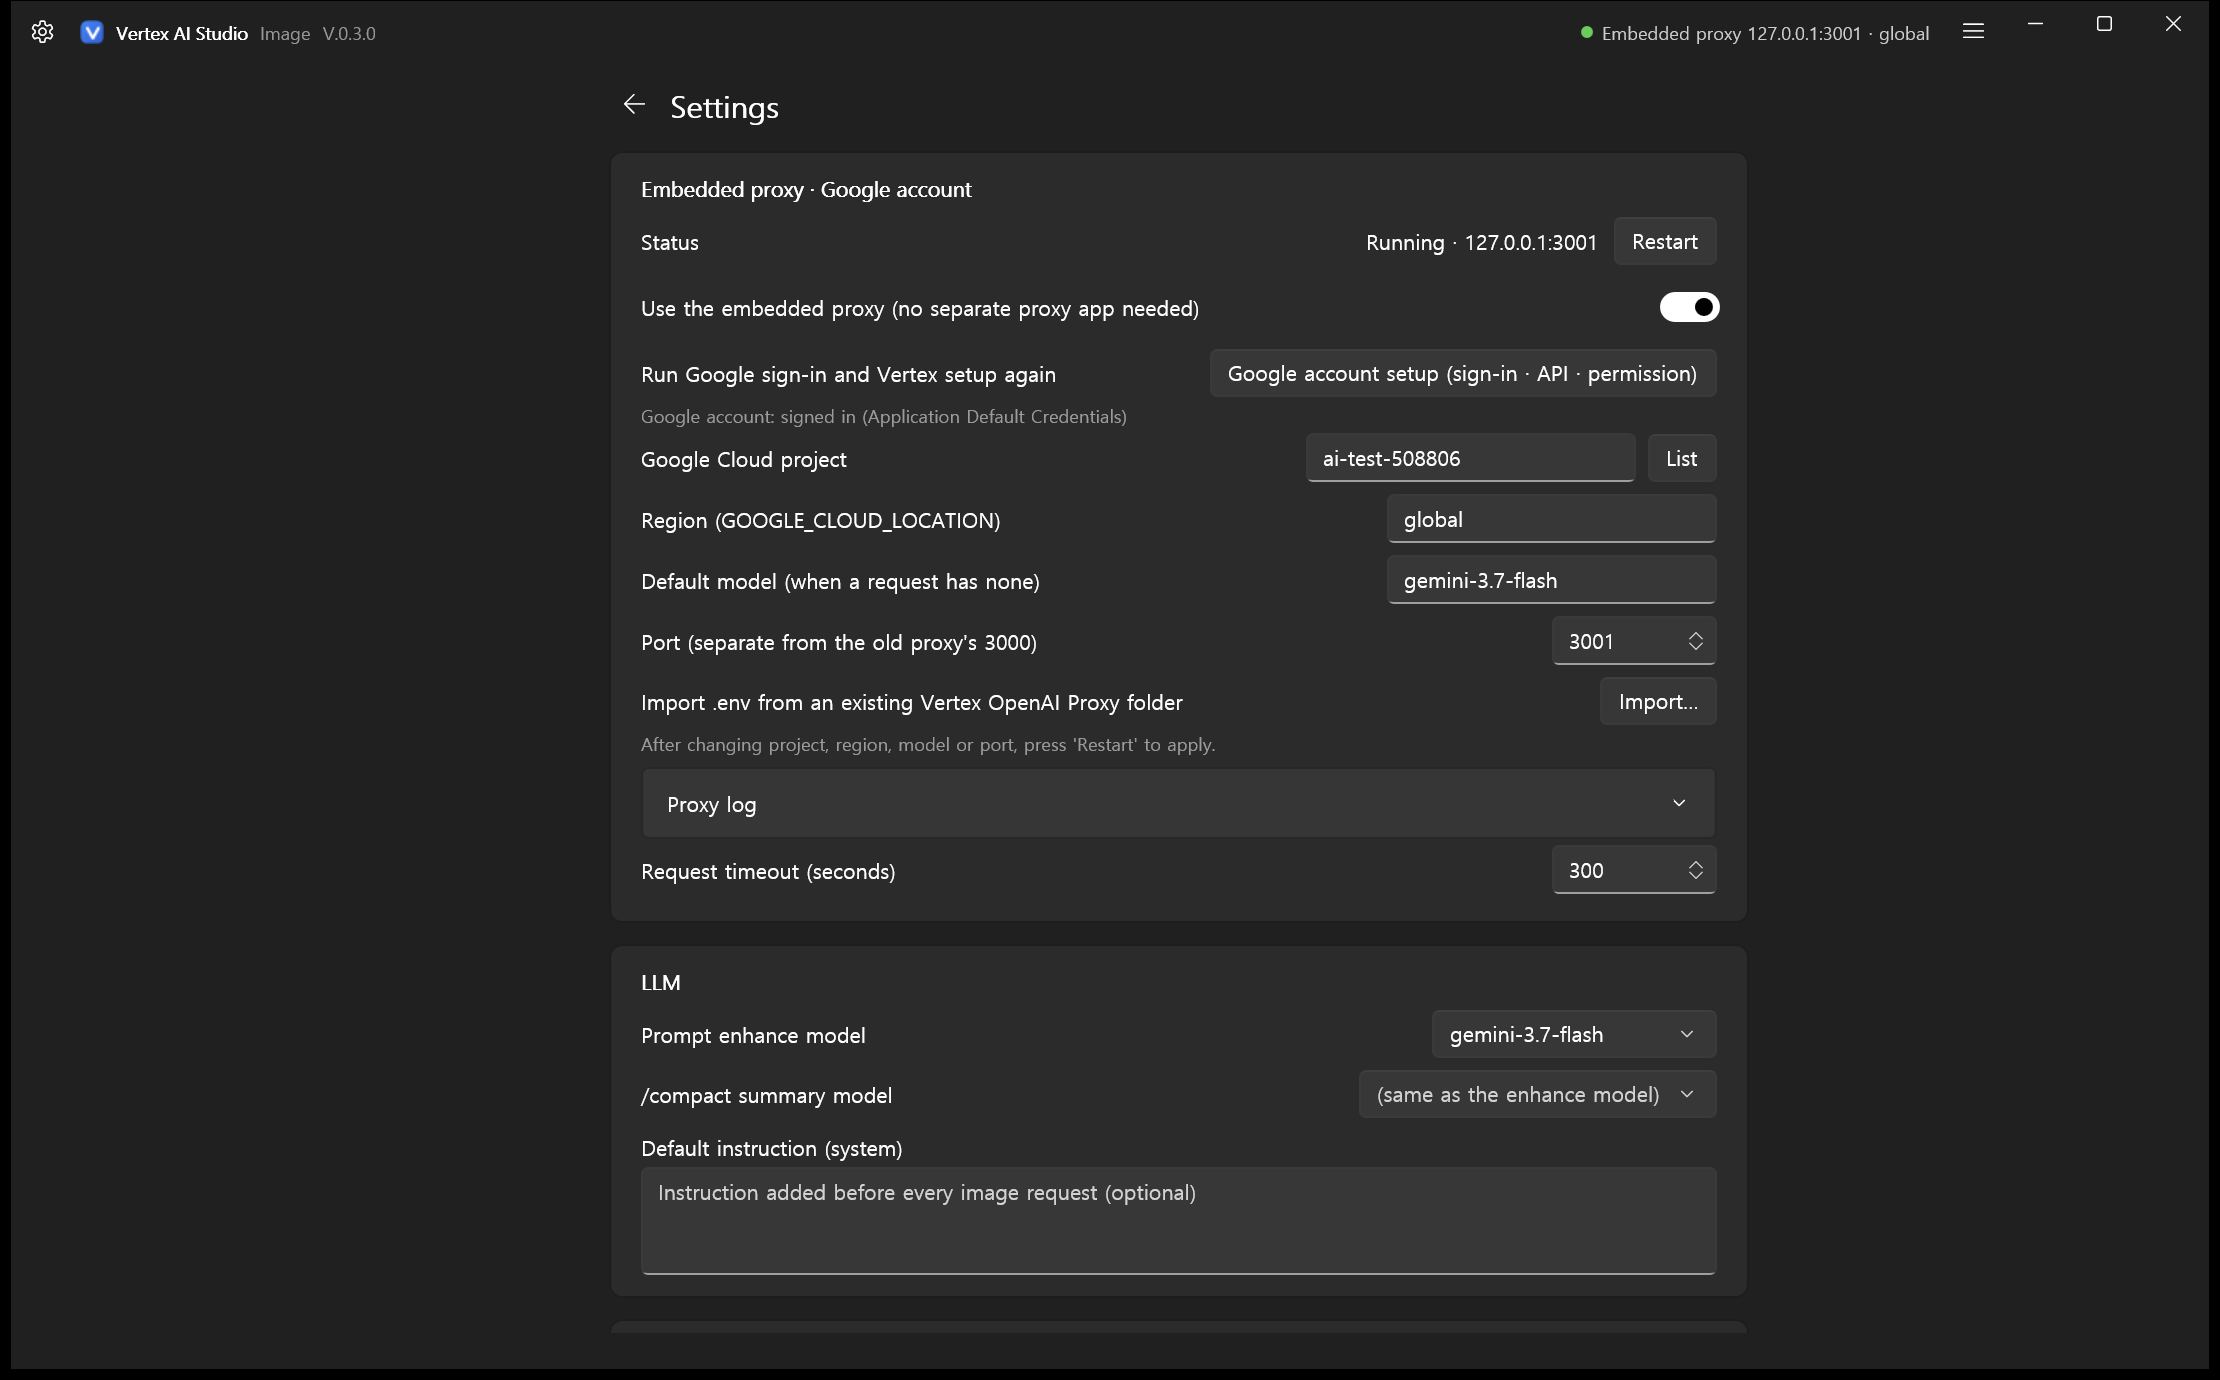 Vertex AI Studio Image V.0.3.0
Embedded proxy 127.0.0.1:3001 · global
Settings
Embedded proxy · Google account
Status
Running · 127.0.0.1:3001
Restart
Use the embedded proxy (no separate proxy app needed)
Run Google sign-in and Vertex setup again
Google account setup (sign-in · API · permission)
Google account: signed in (Application Default Credentials)
Google Cloud project
ai-test-508806
List
Region (GOOGLE_CLOUD_LOCATION)
global
Default model (when a request has none)
gemini-3.7-flash
Port (separate from the old proxy's 3000)
3001
Import .env from an existing Vertex OpenAI Proxy folder
Import...
After changing project, region, model or port, press 'Restart' to apply.
Proxy log
Request timeout (seconds)
300
LLM
Prompt enhance model
gemini-3.7-flash
/compact summary model
(same as the enhance model)
Default instruction (system)
Instruction added before every image request (optional)